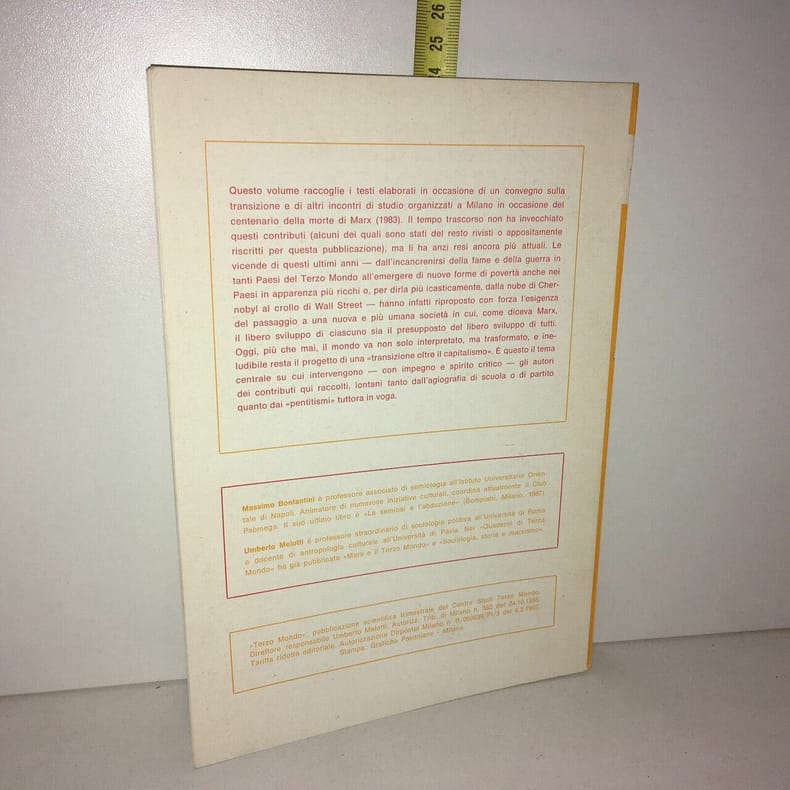 26
25
4
Questo volume raccoglie i testi elaborati in occasione di un convegno sulla
transizione e di altri incontri di studio organizzati a Milano in occasione del
centenario della morte di Marx (1983). Il tempo trascorso non ha invecchiato
questi contributi (alcuni dei quali sono stati del resto rivisti o appositamente
riscritti per questa pubblicazione), ma li ha anzi resi ancora più attuali. Le
vicende di questi ultimi anni — dall'incancrenirsi della fame e della guerra in
tanti Paesi del Terzo Mondo all'emergere di nuove forme di povertà anche nei
Paesi in apparenza più ricchi o, per dirla più icasticamente, dalla nube di Cher-
nobyl al crollo di Wall Street — hanno infatti riproposto con forza l'esigenza
del passaggio a una nuova e più umana società in cui, come diceva Marx,
il libero sviluppo di ciascuno sia il presupposto del libero sviluppo di tutti.
Oggi, più che mai, il mondo va non solo interpretato, ma trasformato, e ine-
ludibile resta il progetto di una «transizione oltre il capitalismo». È questo il tema
centrale su cui intervengono — con impegno e spirito critico — gli autori
dei contributi qui raccolti, lontani tanto dall'agiografia di scuola o di partito
quanto dai «pentitismi» tuttora in voga.
Massimo Bonfantini è professore associato di semiologia all'Istituto Universitario Orien-
tale di Napoli. Animatore di numerose iniziative culturali, coordina attualmente il Club
Psòmega. Il suo ultimo libro è «La semiosi e l'abduzione» (Bompiani, Milano, 1987).
Umberto Melotti è professore straordinario di sociologia politica all'Università di Roma
e docente di antropologia culturale all'Università di Pavia. Nei «Quaderni di Terzo
Mondo» ha già pubblicato «Marx e il Terzo Mondo» e «Sociologia, storia e marxismo».
«Terzo Mondo», pubblicazione scientifica trimestrale del Centro Studi Terzo Mondo.
Direttore responsabile Umberto Melotti. Autorizz. Trib. di Milano n. 382 del 24.10.1968.
Tariffa ridotta editoriale. Autorizzazione Dirpostel Milano n.
Stampa: Grafiche Pavoniane - Milano